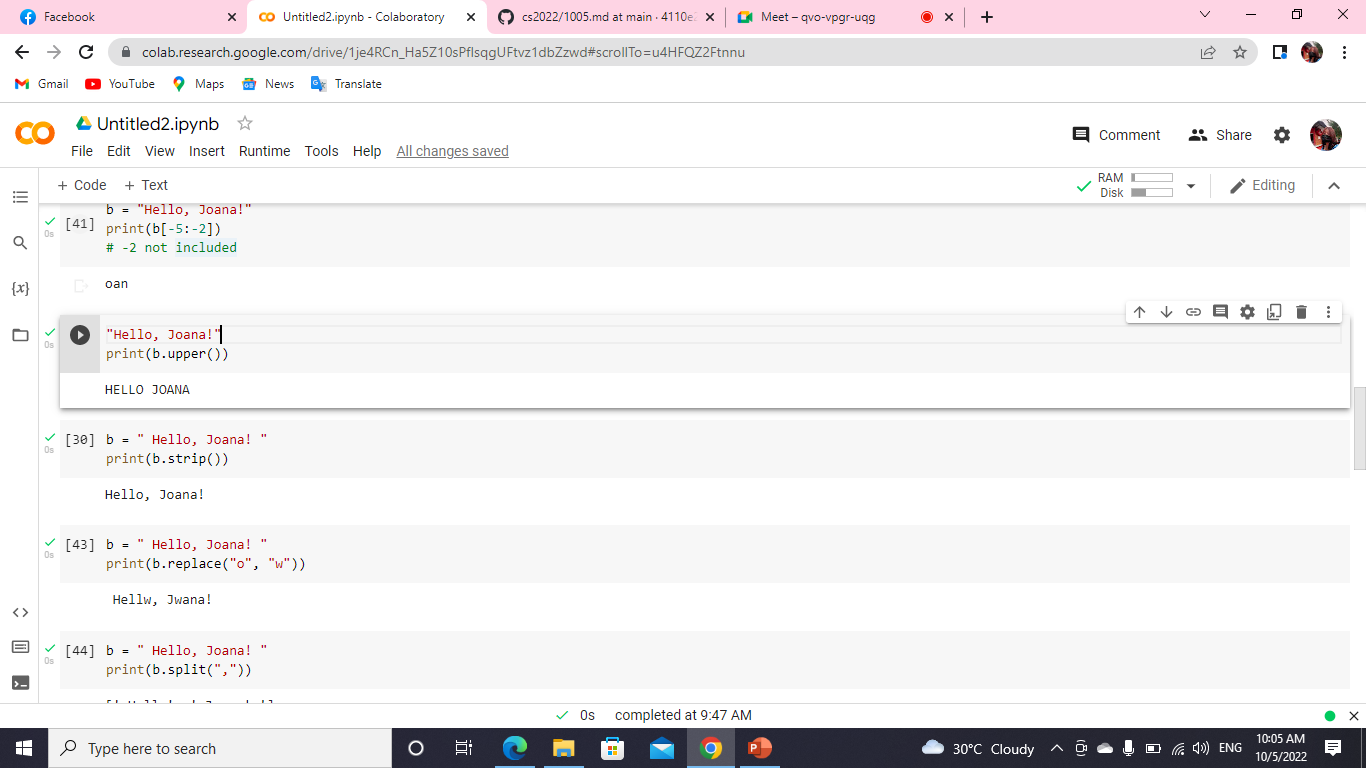 Facebook
Untitled2.ipynb - Colaboratory
cs2022/1005.md at main · 4110e
Meet – qvo-vpgr-uqg
colab.research.google.com/drive/1je4RCn_Ha5Z10sPflsqgUFtvz1dbZzwd#scrollTo=u4HFQZ2Ftnnu
Gmail
YouTube
Maps
News
Translate
Untitled2.ipynb
File Edit View Insert Runtime Tools Help All changes saved
Comment
Share
+ Code + Text
RAM
Disk
Editing
b = "Hello, Joana!"
[41] print(b[-5:-2])
0s
# -2 not included
oan
"Hello, Joana!"
0s
print(b.upper())
HELLO JOANA
[30] b = " Hello, Joana! "
0s
print(b.strip())
Hello, Joana!
[43] b = " Hello, Joana! "
0s
print(b.replace("o", "w"))
Hellw, Jwana!
[44] b = " Hello, Joana! "
0s
print(b.split(","))
{x}
0s completed at 9:47 AM
Type here to search
30°C Cloudy
ENG
10:05 AM
10/5/2022